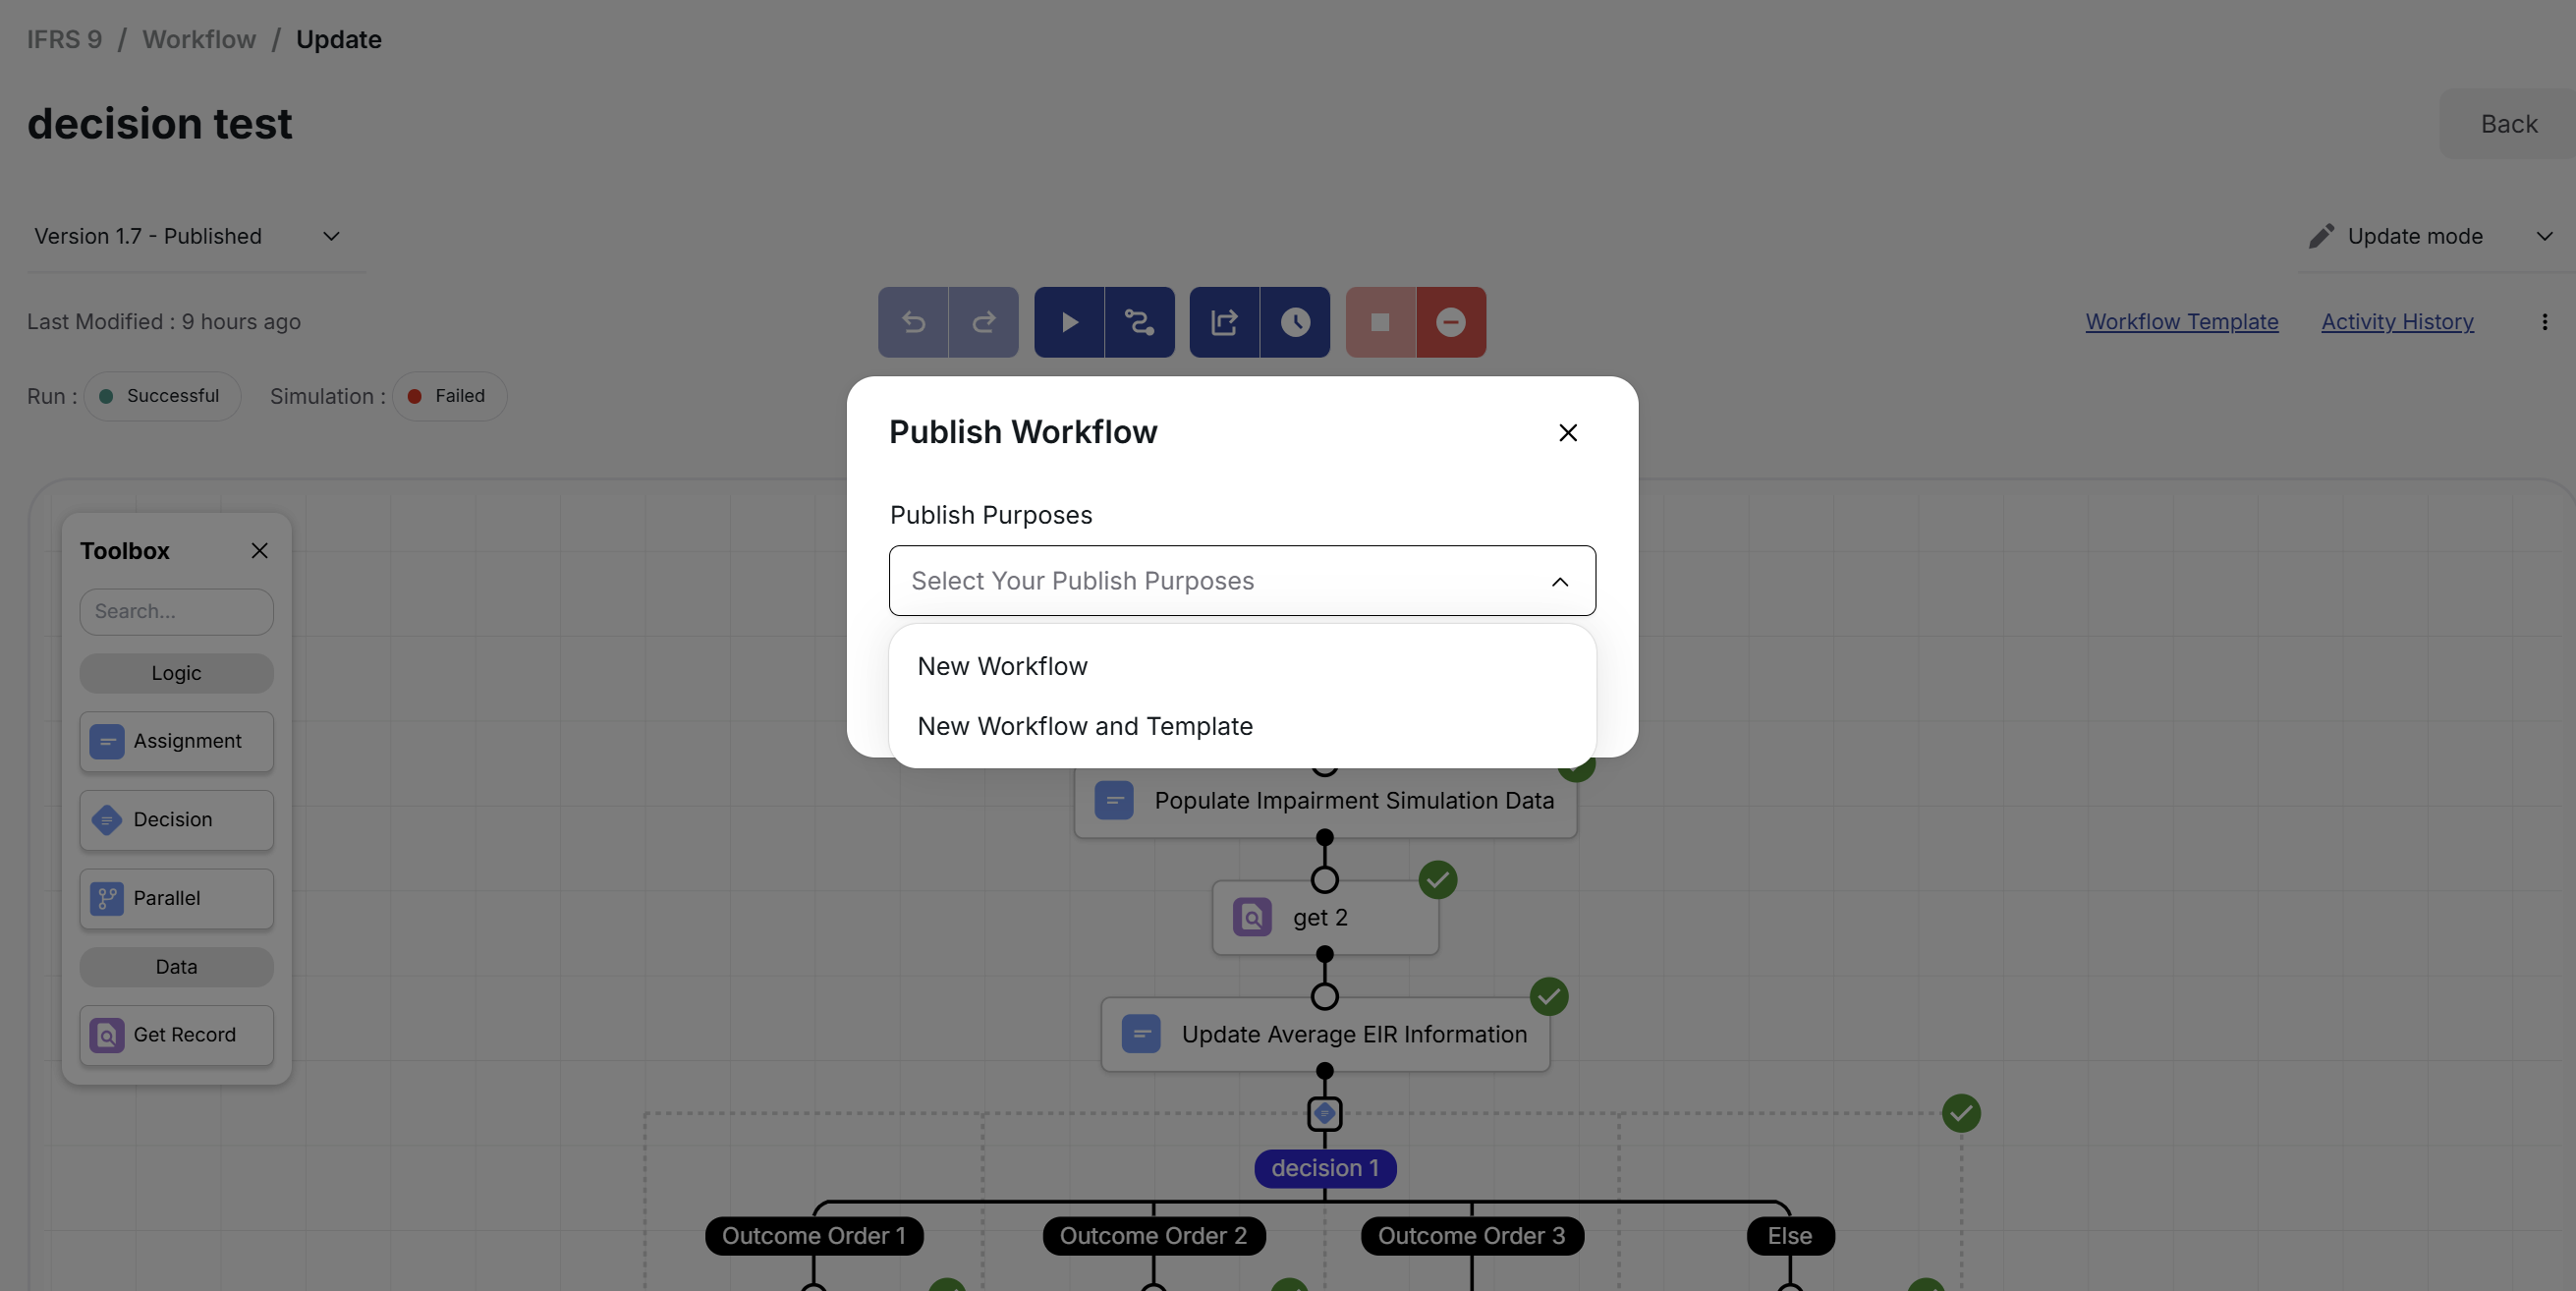 IFRS 9 / Workflow / Update
decision test
Back
Version 1.7 - Published
Update mode
Last Modified : 9 hours ago
Workflow Template
Activity History
Run :
Successful
Simulation :
Failed
Publish Workflow
Publish Purposes
Select Your Publish Purposes
New Workflow
New Workflow and Template
Toolbox
Search...
Logic
Assignment
Decision
Parallel
Data
Get Record
Populate Impairment Simulation Data
get 2
Update Average EIR Information
decision 1
Outcome Order 1
Outcome Order 2
Outcome Order 3
Else